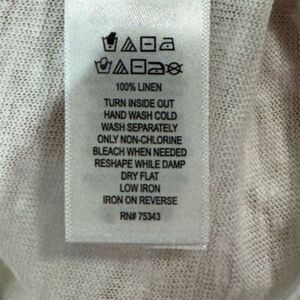 100% LINEN
TURN INSIDE OUT
HAND WASH COLD
WASH SEPARATELY
ONLY NON-CHLORINE
BLEACH WHEN NEEDED
RESHAPE WHILE DAMP
DRY FLAT
LOW IRON
IRON ON REVERSE
RN# 75343